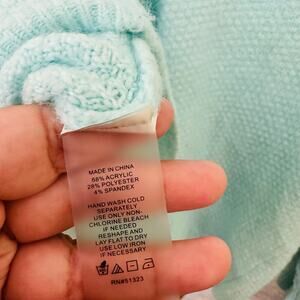 MADE IN CHINA
68% ACRYLIC
28% POLYESTER
4% SPANDEX
HAND WASH COLD
SEPARATELY
USE ONLY NON-
CHLORINE BLEACH
IF NEEDED
RESHAPE AND
LAY FLAT TO DRY
USE LOW IRON
IF NECESSARY
RN#51323